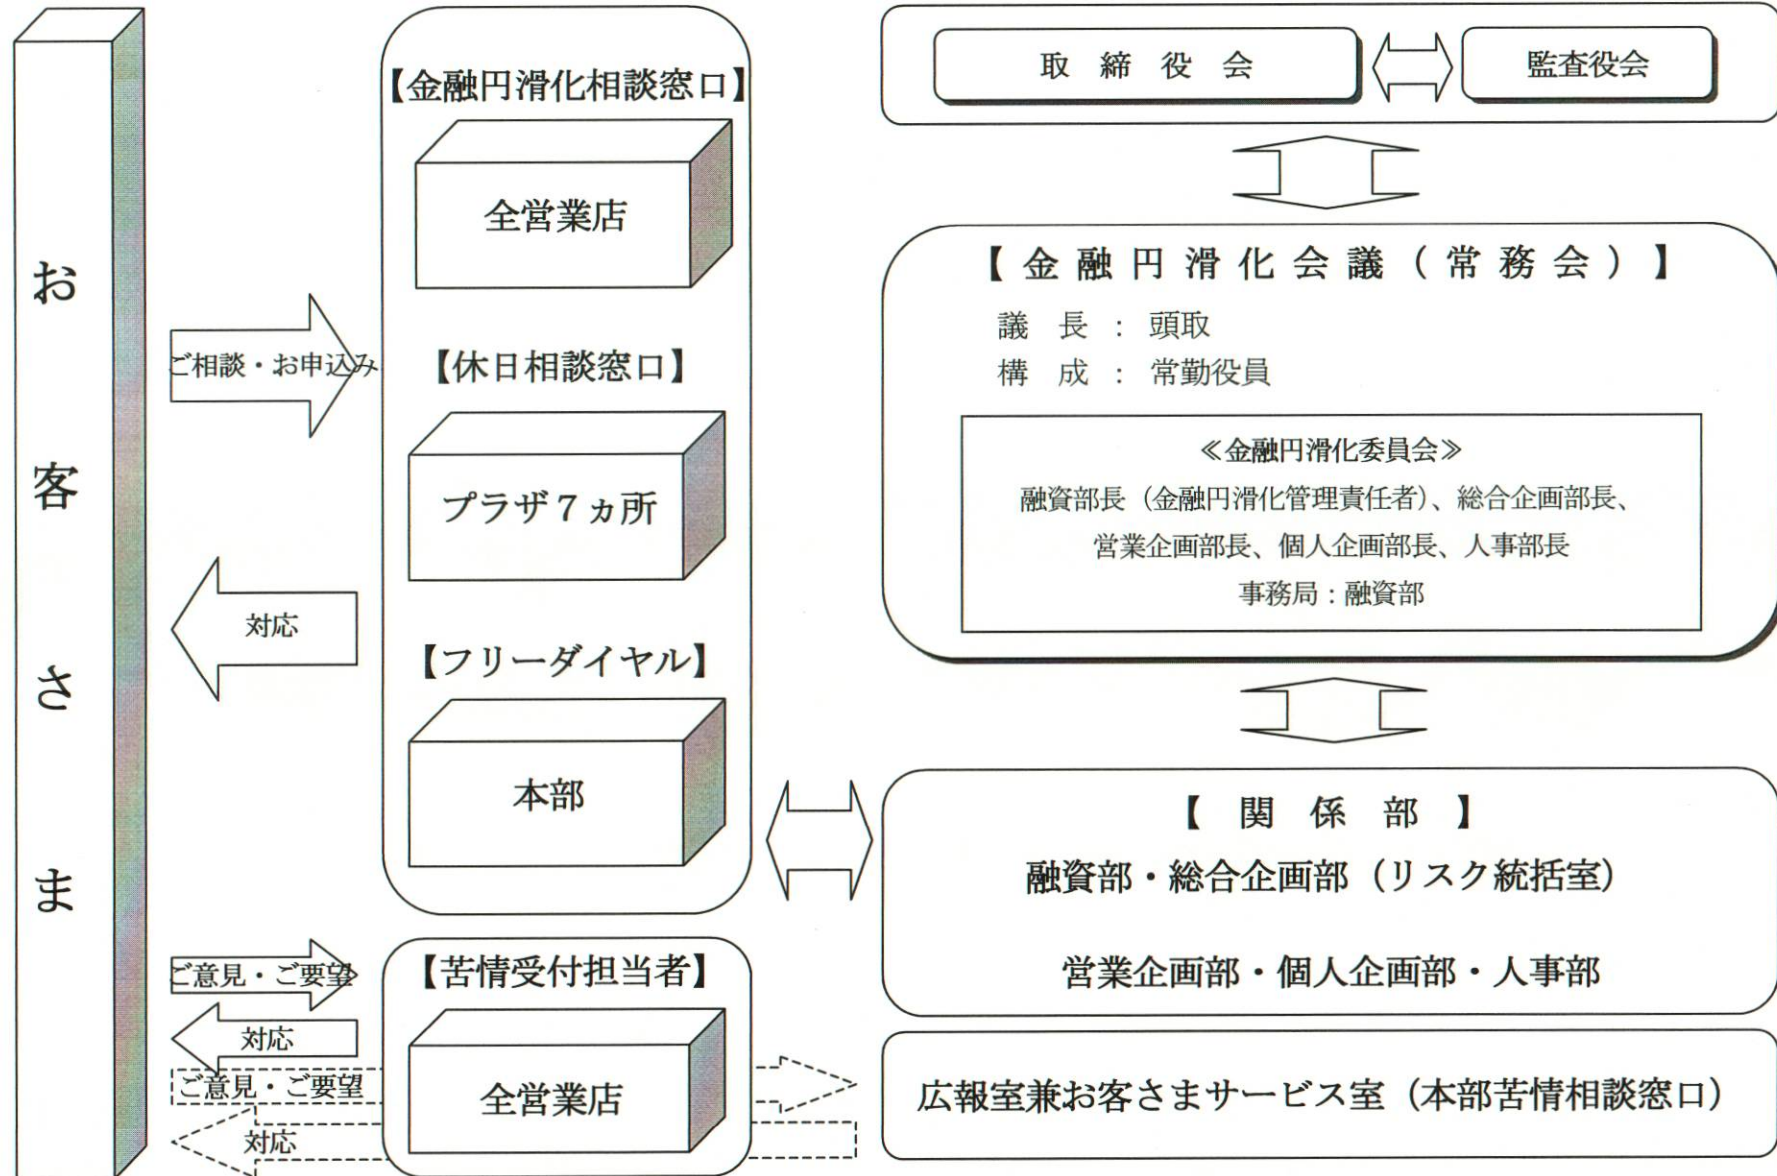 お客さま
ご相談・お申込み
対応
ご意見・ご要望
対応
ご意見・ご要望
対応
【金融円滑化相談窓口】
全営業店
【休日相談窓口】
プラザ7ヵ所
【フリーダイヤル】
本部
【苦情受付担当者】
全営業店
取締役会
監査役会
【金融円滑化会議(常務会)】
議長:頭取
構成:常勤役員
≪金融円滑化委員会≫
融資部長(金融円滑化管理責任者)、総合企画部長、
営業企画部長、個人企画部長、人事部長
事務局:融資部
【関係部】
融資部・総合企画部(リスク統括室)
営業企画部・個人企画部・人事部
広報室兼お客さまサービス室(本部苦情相談窓口)